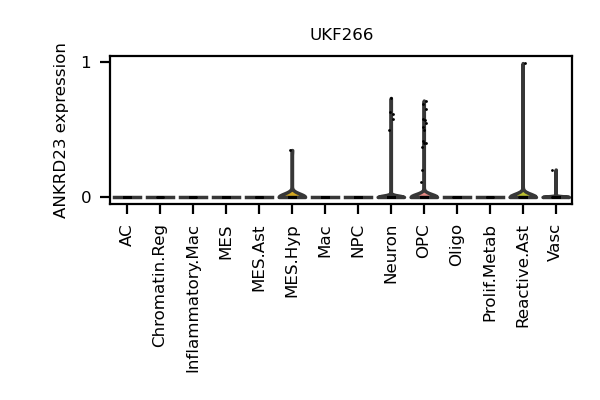 UKF266
ANKRD23 expression
1
0
AC
Chromatin.Reg
Inflammatory.Mac
MES
MES.Ast
MES.Hyp
Mac
NPC
Neuron
OPC
Oligo
Prolif.Metab
Reactive.Ast
Vasc